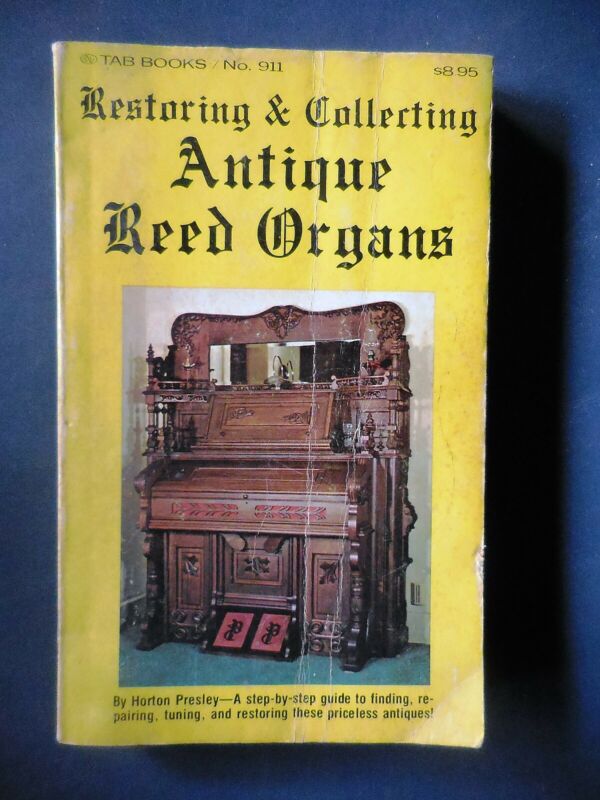 TAB BOOKS / No. 911 $8.95
Restoring & Collecting
Antique
Reed Organs
By Horton Presley—A step-by-step guide to finding, re-
pairing, tuning, and restoring these priceless antiques!